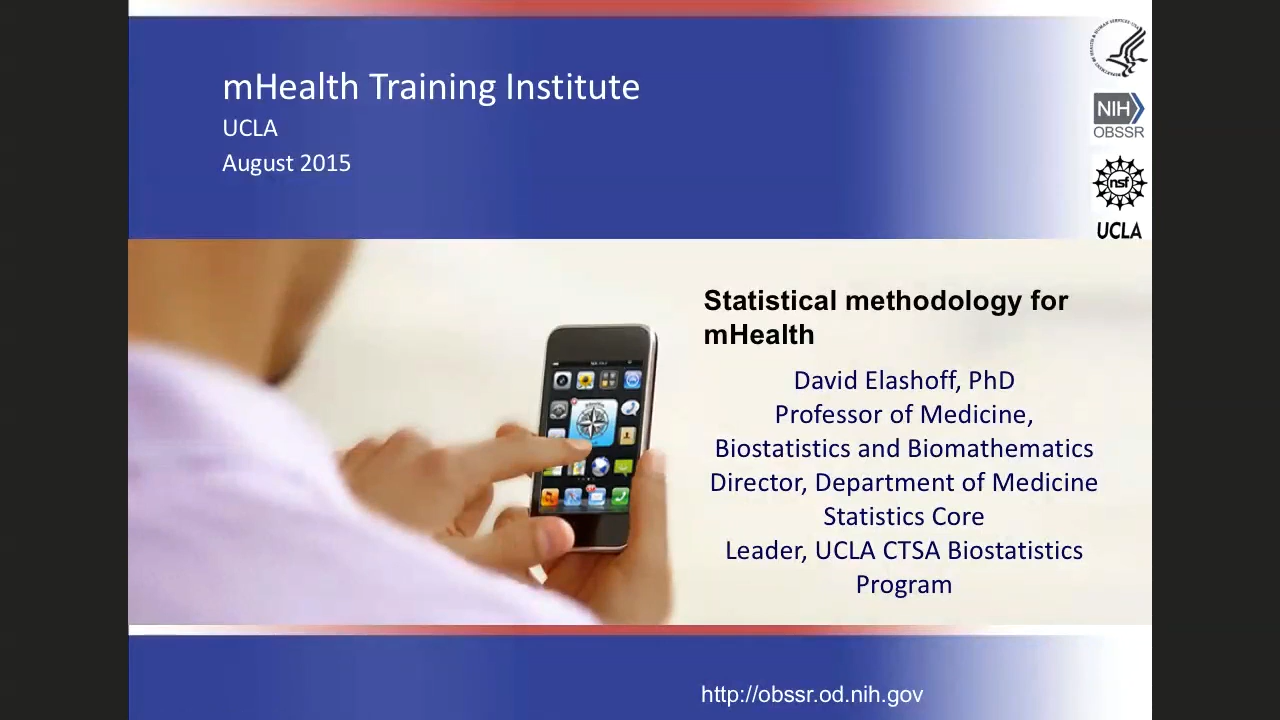 mHealth Training Institute
UCLA
August 2015
NIH
OBSSR
nsf
UCLA
Statistical methodology for
mHealth
David Elashoff, PhD
Professor of Medicine,
Biostatistics and Biomathematics
Director, Department of Medicine
Statistics Core
Leader, UCLA CTSA Biostatistics
Program
http://obssr.od.nih.gov